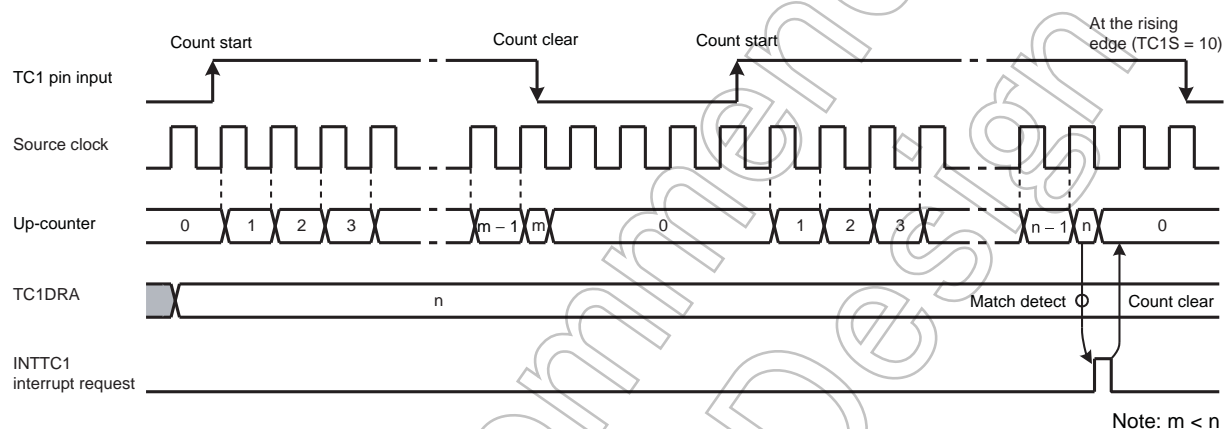 At the rising
edge (TC1S = 10)
Count start
Count clear
Count start
TC1 pin input
Source clock
Up-counter
0 1 2 3 m – 1 m 0 1 2 3 n – 1 n 0
TC1DRA
n
Match detect
Count clear
INTTC1
interrupt request
Note: m < n